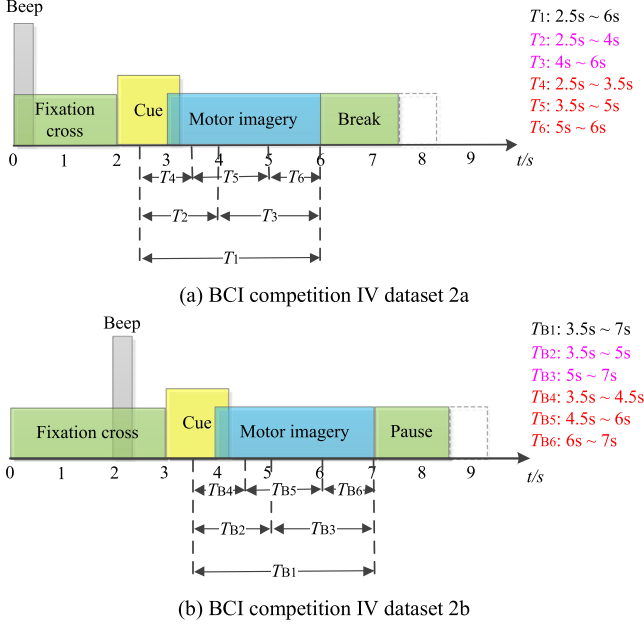 Beep
Fixation cross
Cue
Motor imagery
Break
0 1 2 3 4 5 6 7 8 9 t/s
T4 T5 T6
T2 T3
T1
T1: 2.5s ~ 6s
T2: 2.5s ~ 4s
T3: 4s ~ 6s
T4: 2.5s ~ 3.5s
T5: 3.5s ~ 5s
T6: 5s ~ 6s
(a) BCI competition IV dataset 2a
Beep
Fixation cross
Cue
Motor imagery
Pause
0 1 2 3 4 5 6 7 8 9 t/s
TB4 TB5 TB6
TB2 TB3
TB1
TB1: 3.5s ~ 7s
TB2: 3.5s ~ 5s
TB3: 5s ~ 7s
TB4: 3.5s ~ 4.5s
TB5: 4.5s ~ 6s
TB6: 6s ~ 7s
(b) BCI competition IV dataset 2b